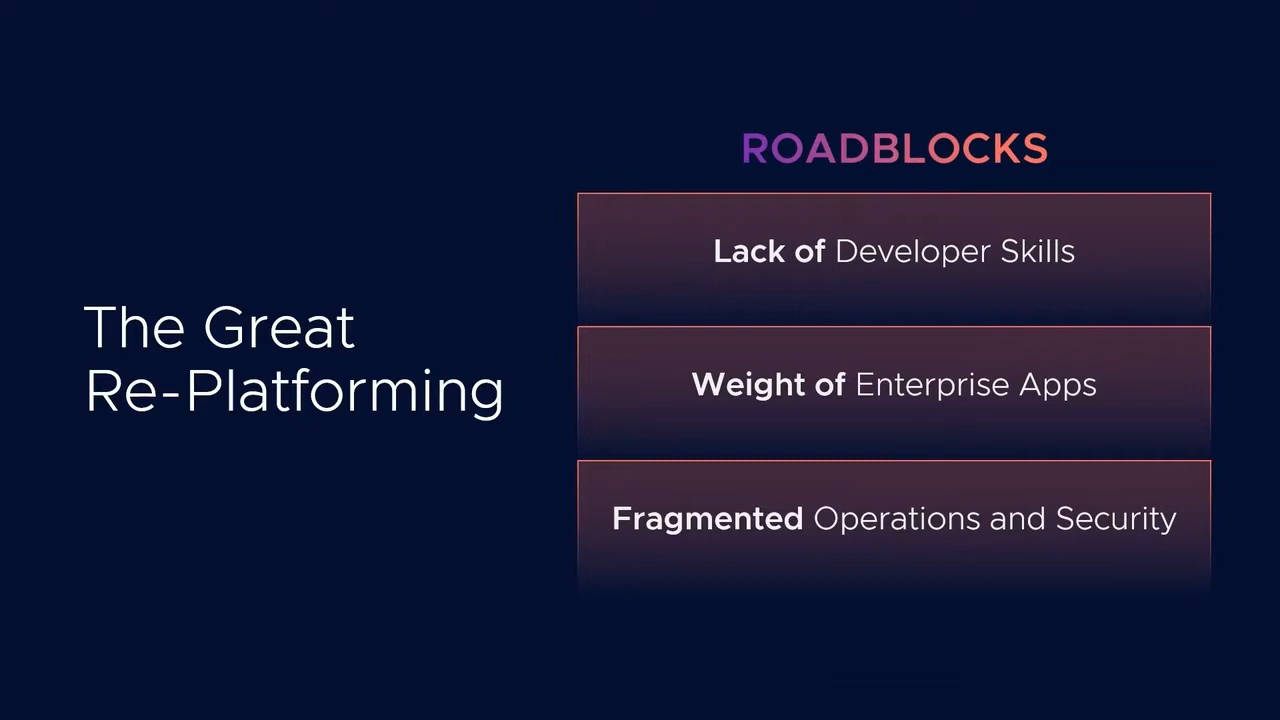 The Great
Re-Platforming
ROADBLOCKS
Lack of Developer Skills
Weight of Enterprise Apps
Fragmented Operations and Security